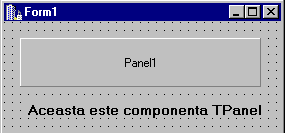 Form1
Panel1
Aceasta este componenta TPanel